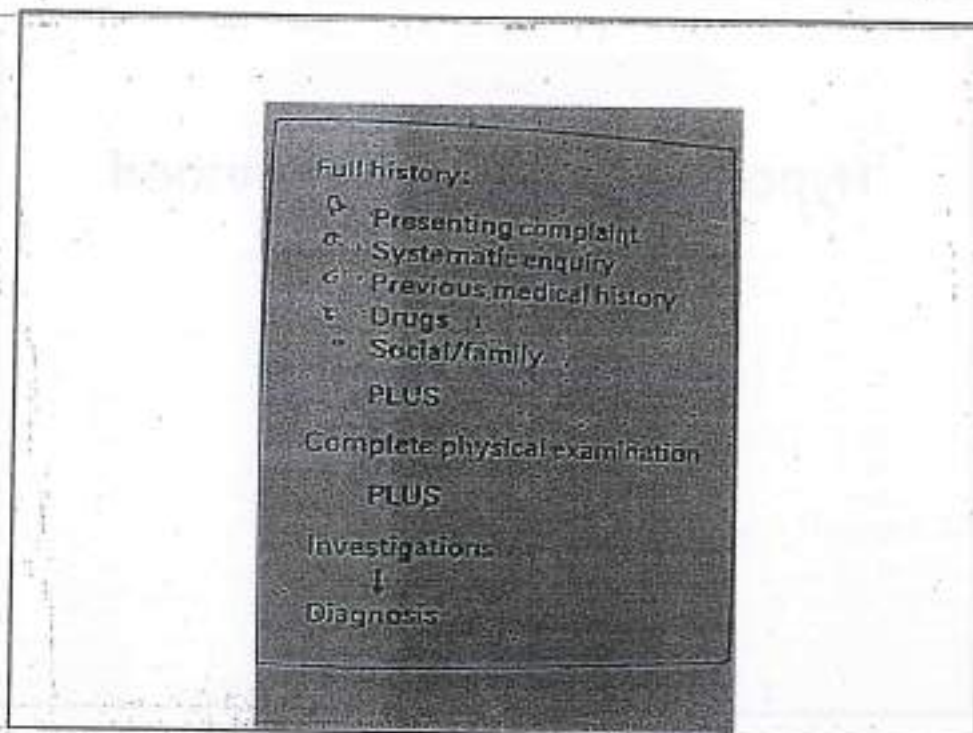 Full history:
Presenting complaint
Systematic enquiry
Previous medical history
Drugs
Social/family
PLUS
Complete physical examination
PLUS
Investigations
↓
Diagnosis